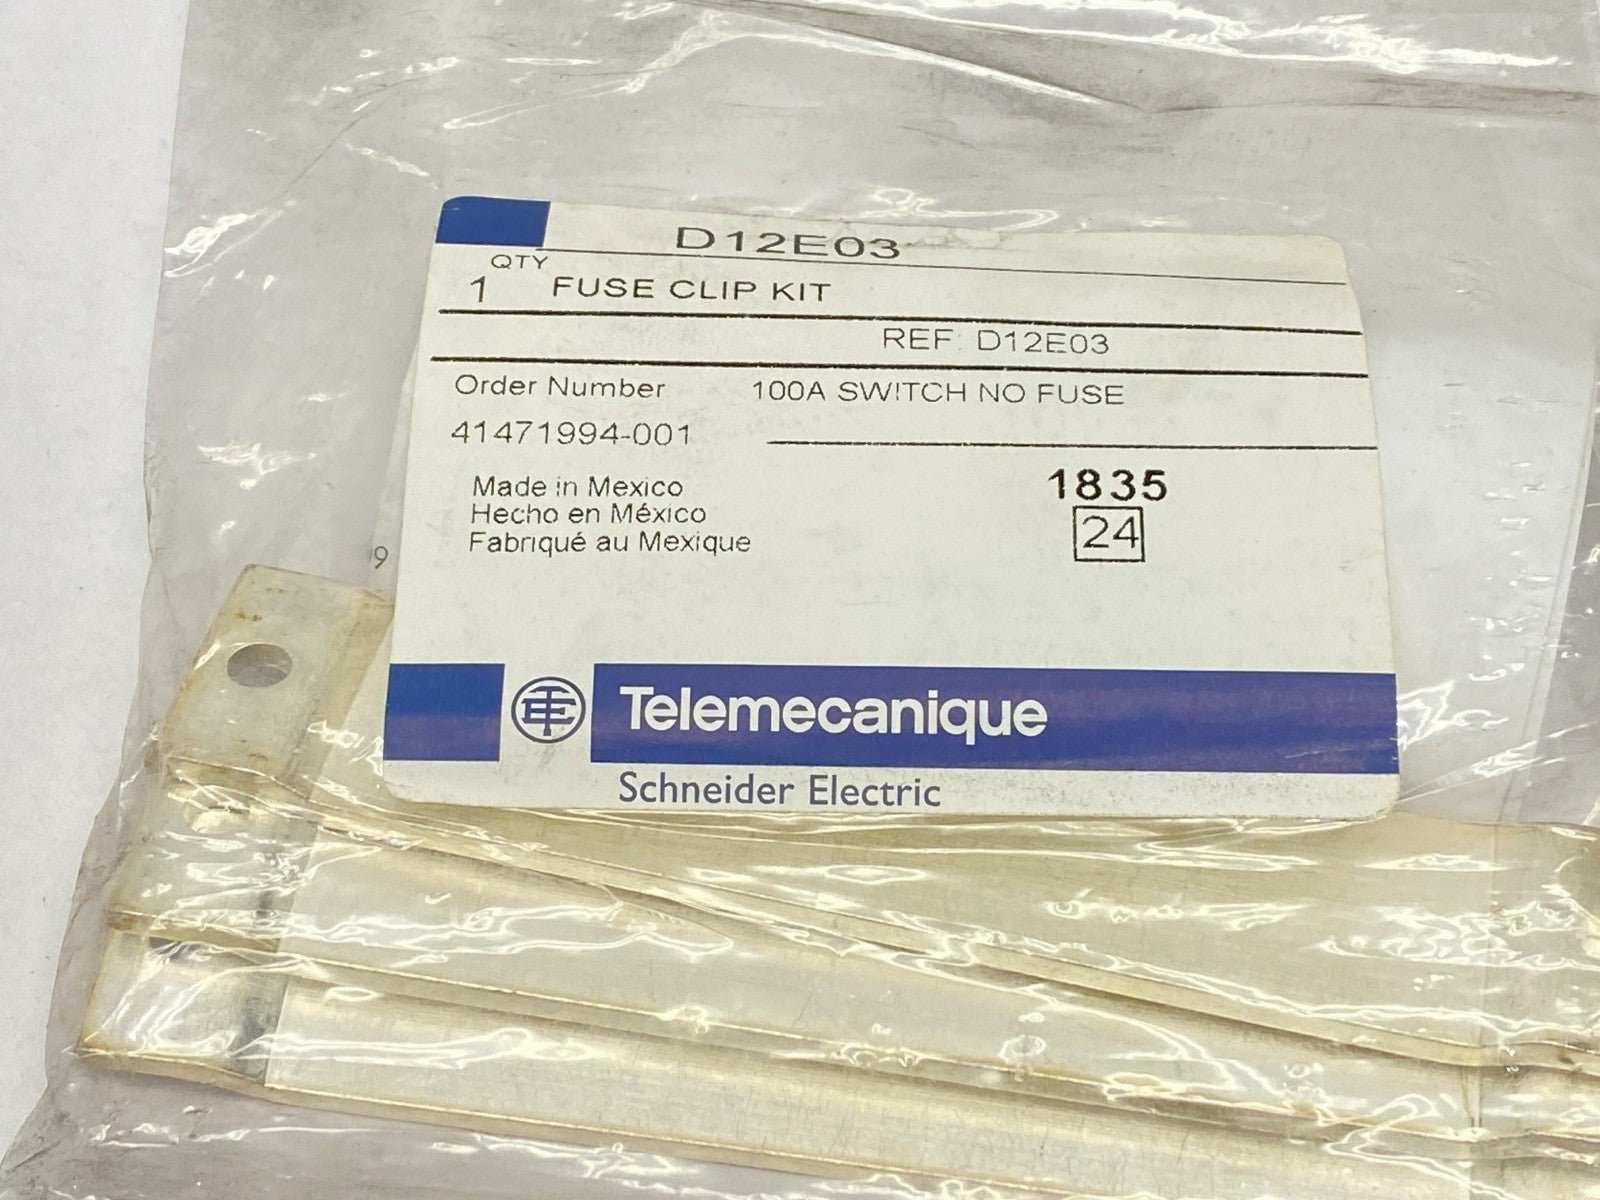 D12E03
QTY
1 FUSE CLIP KIT
REF: D12E03
Order Number 100A SWITCH NO FUSE
41471994-001
Made in Mexico
Hecho en México
Fabriqué au Mexique
1835
24
9
Telemecanique
Schneider Electric